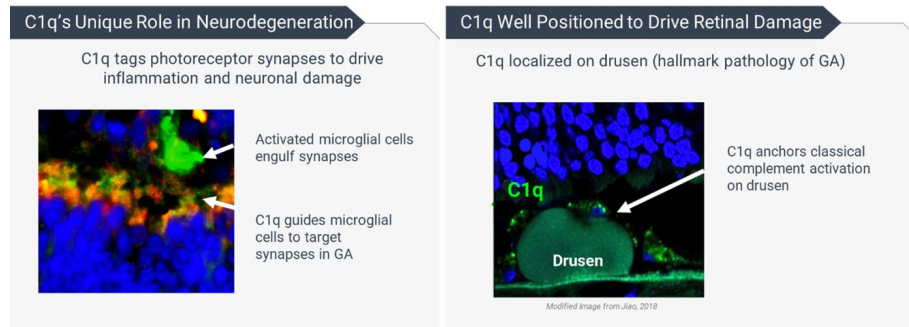 C1q's Unique Role in Neurodegeneration
C1q tags photoreceptor synapses to drive
inflammation and neuronal damage
Activated microglial cells
engulf synapses
C1q guides microglial
cells to target
synapses in GA
C1q Well Positioned to Drive Retinal Damage
C1q localized on drusen (hallmark pathology of GA)
C1q
Drusen
C1q anchors classical
complement activation
on drusen
Modified Image from Jiao, 2018